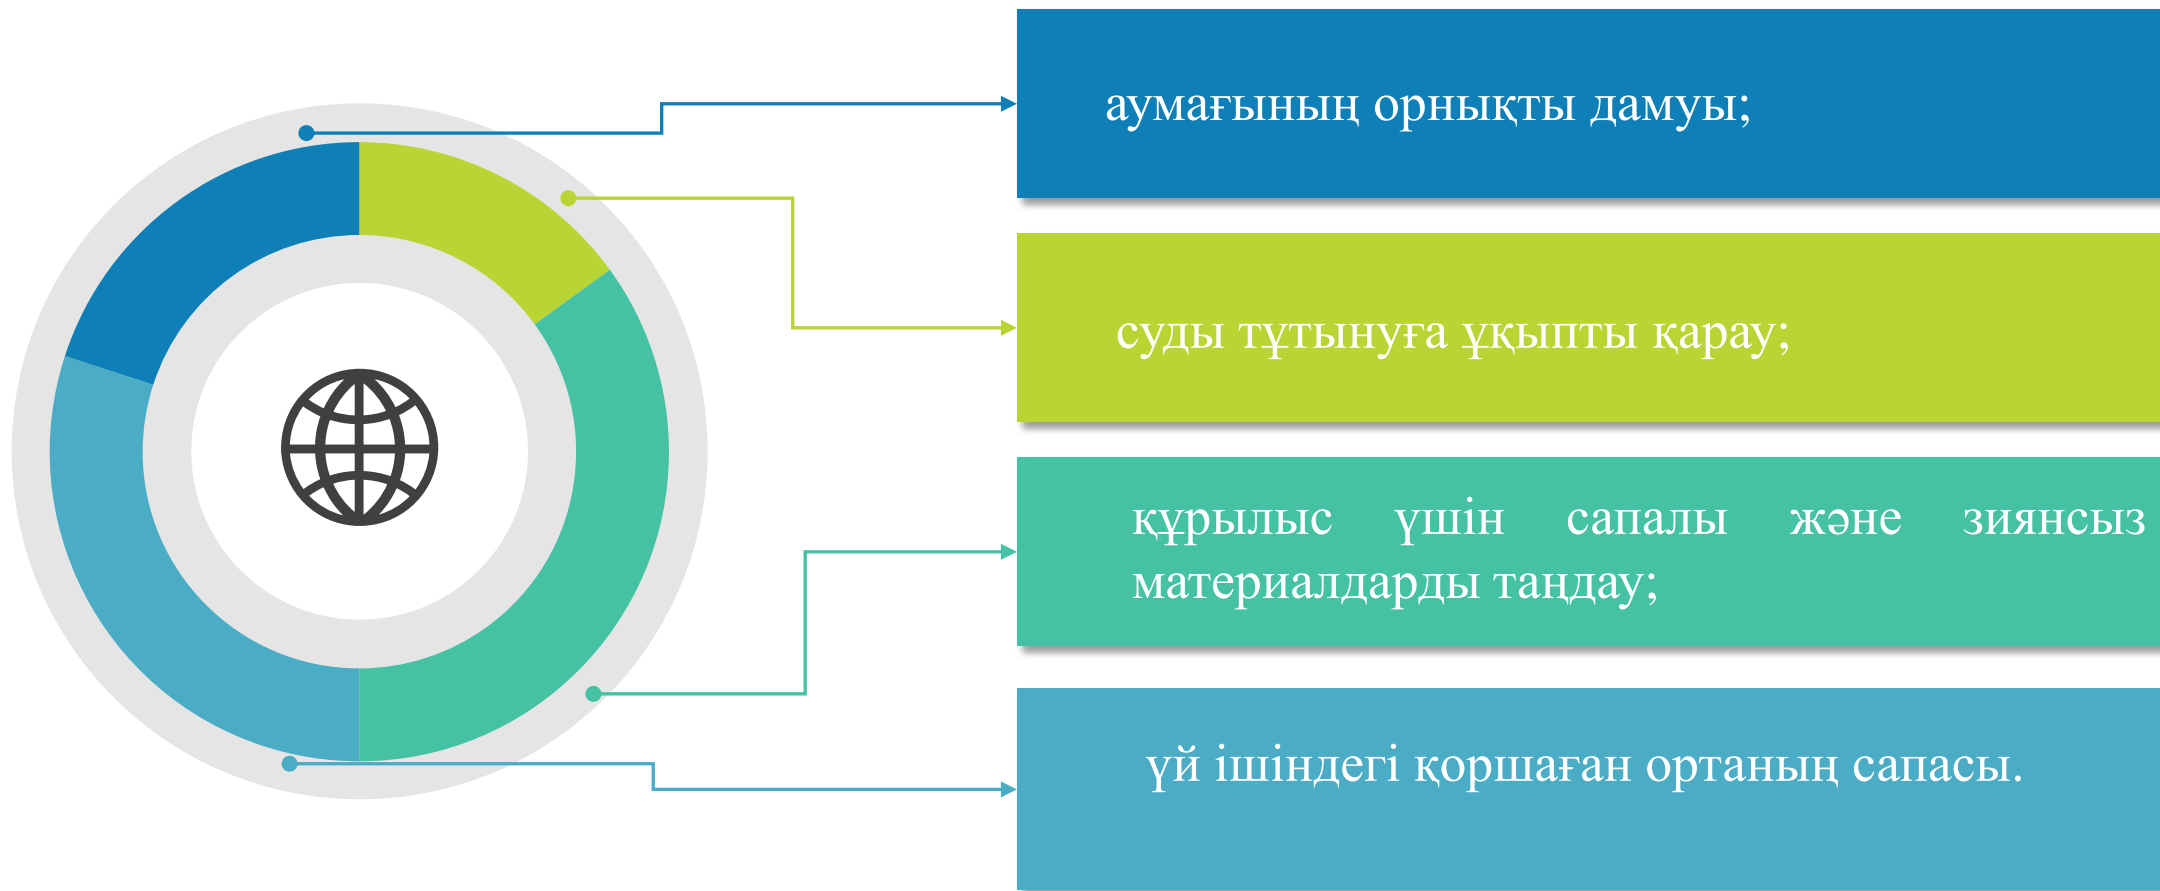 аумағының орнықты дамуы;
суды тұтынуға ұқыпты қарау;
құрылыс үшін сапалы және зиянсыз
материалдарды таңдау;
үй ішіндегі қоршаған ортаның сапасы.